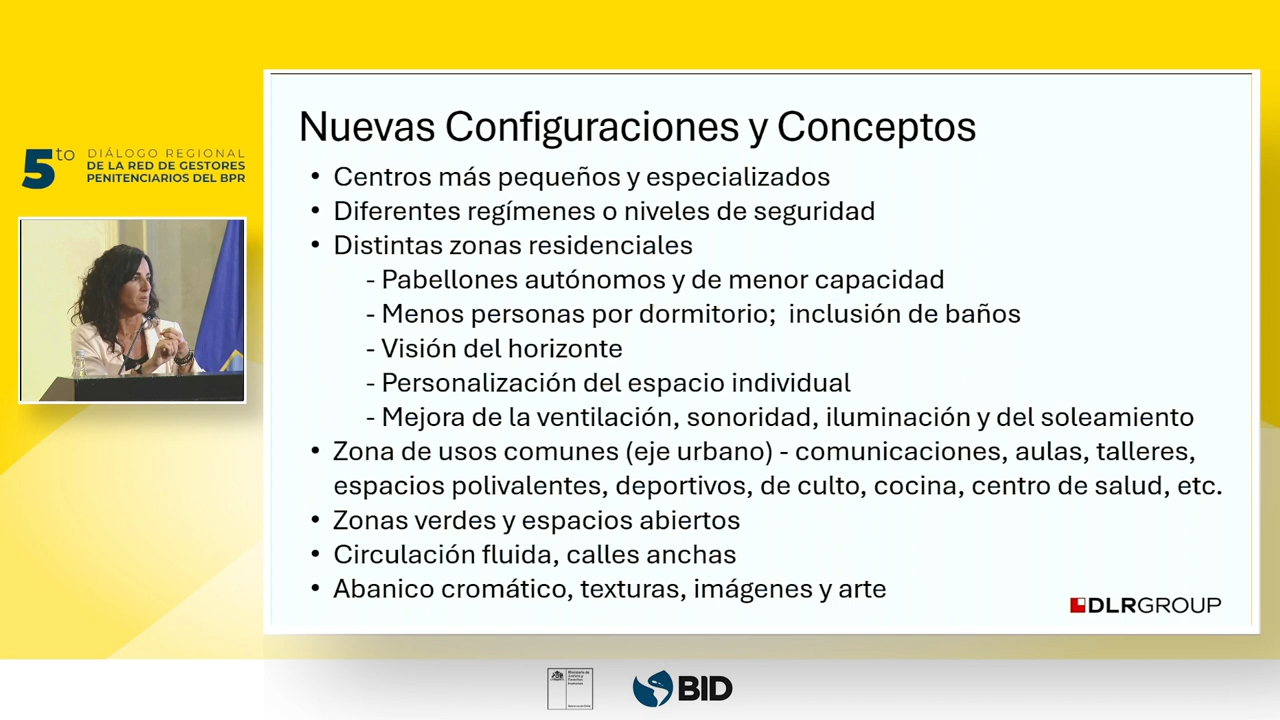 5to
DIÁLOGO REGIONAL
DE LA RED DE GESTORES
PENITENCIARIOS DEL BPR
Nuevas Configuraciones y Conceptos
• Centros más pequeños y especializados
• Diferentes regímenes o niveles de seguridad
• Distintas zonas residenciales
- Pabellones autónomos y de menor capacidad
- Menos personas por dormitorio; inclusión de baños
- Visión del horizonte
- Personalización del espacio individual
- Mejora de la ventilación, sonoridad, iluminación y del soleamiento
• Zona de usos comunes (eje urbano) - comunicaciones, aulas, talleres,
espacios polivalentes, deportivos, de culto, cocina, centro de salud, etc.
• Zonas verdes y espacios abiertos
• Circulación fluida, calles anchas
• Abanico cromático, texturas, imágenes y arte
DLRGROUP
BID